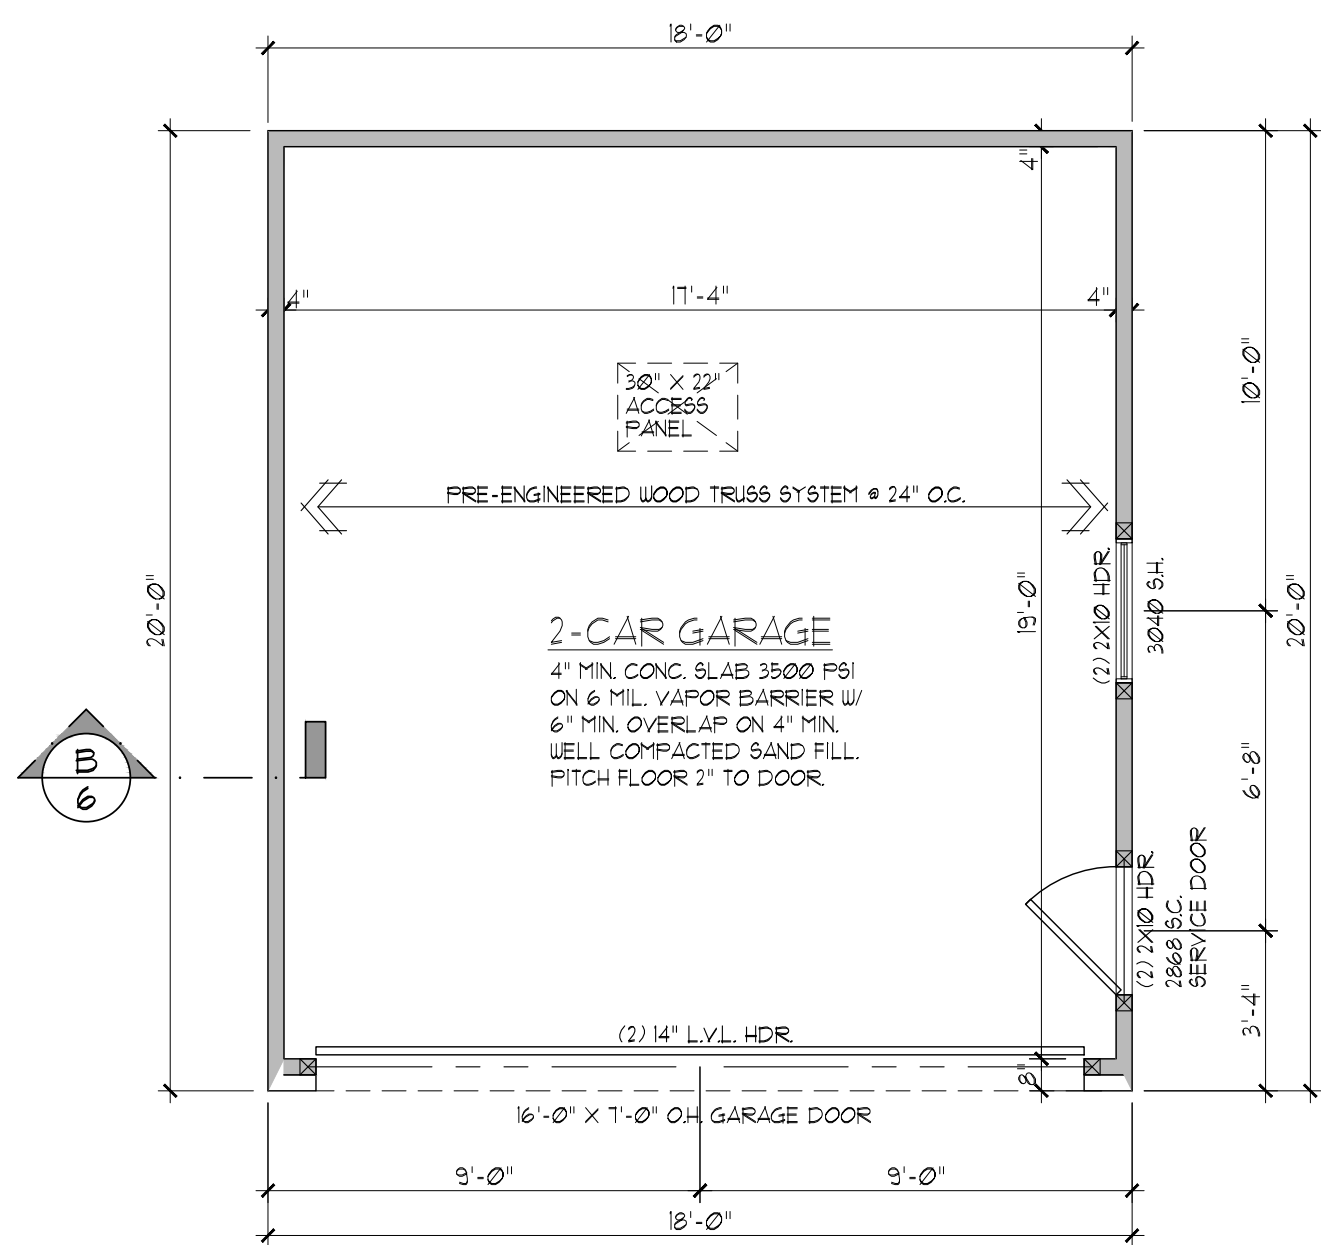 18'-0"
4"
4"
17'-4"
4"
30" X 22"
ACCESS
PANEL
10'-0"
PRE-ENGINEERED WOOD TRUSS SYSTEM @ 24" O.C.
20'-0"
19'-0"
(2) 2X10 HDR.
3040 S.H.
20'-0"
2-CAR GARAGE
4" MIN. CONC. SLAB 3500 PSI
ON 6 MIL. VAPOR BARRIER W/
6" MIN. OVERLAP ON 4" MIN.
WELL COMPACTED SAND FILL.
PITCH FLOOR 2" TO DOOR.
B
6
6'-8"
(2) 2X10 HDR.
2868 S.C.
SERVICE DOOR
3'-4"
(2) 14" L.V.L. HDR.
8"
16'-0" X 7'-0" O.H. GARAGE DOOR
9'-0"
9'-0"
18'-0"